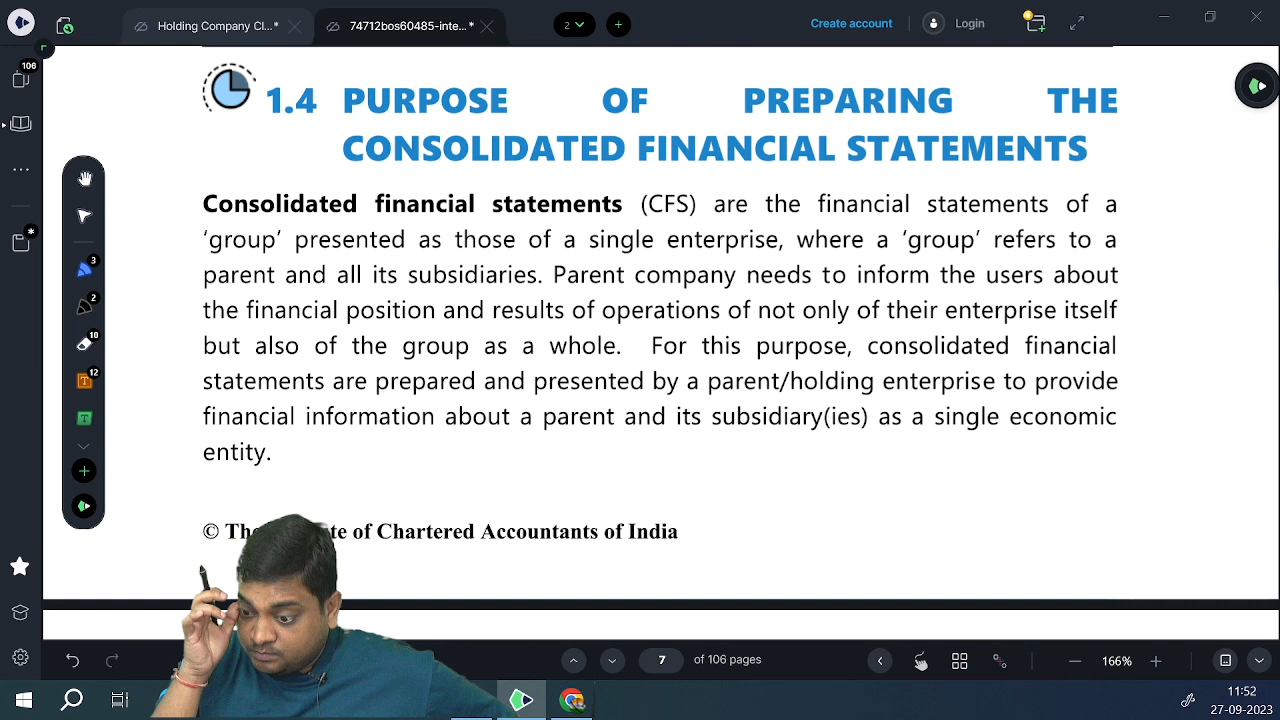 Holding Company Cl...*
74712bos60485-inte...*
2
Create account
Login
106
1.4 PURPOSE OF PREPARING THE
CONSOLIDATED FINANCIAL STATEMENTS
Consolidated financial statements (CFS) are the financial statements of a
‘group’ presented as those of a single enterprise, where a ‘group’ refers to a
parent and all its subsidiaries. Parent company needs to inform the users about
the financial position and results of operations of not only of their enterprise itself
but also of the group as a whole. For this purpose, consolidated financial
statements are prepared and presented by a parent/holding enterprise to provide
financial information about a parent and its subsidiary(ies) as a single economic
entity.
3
2
10
12
T
T
© of Chartered Accountants of India
7 of 106 pages
166%
11:52
27-09-2023